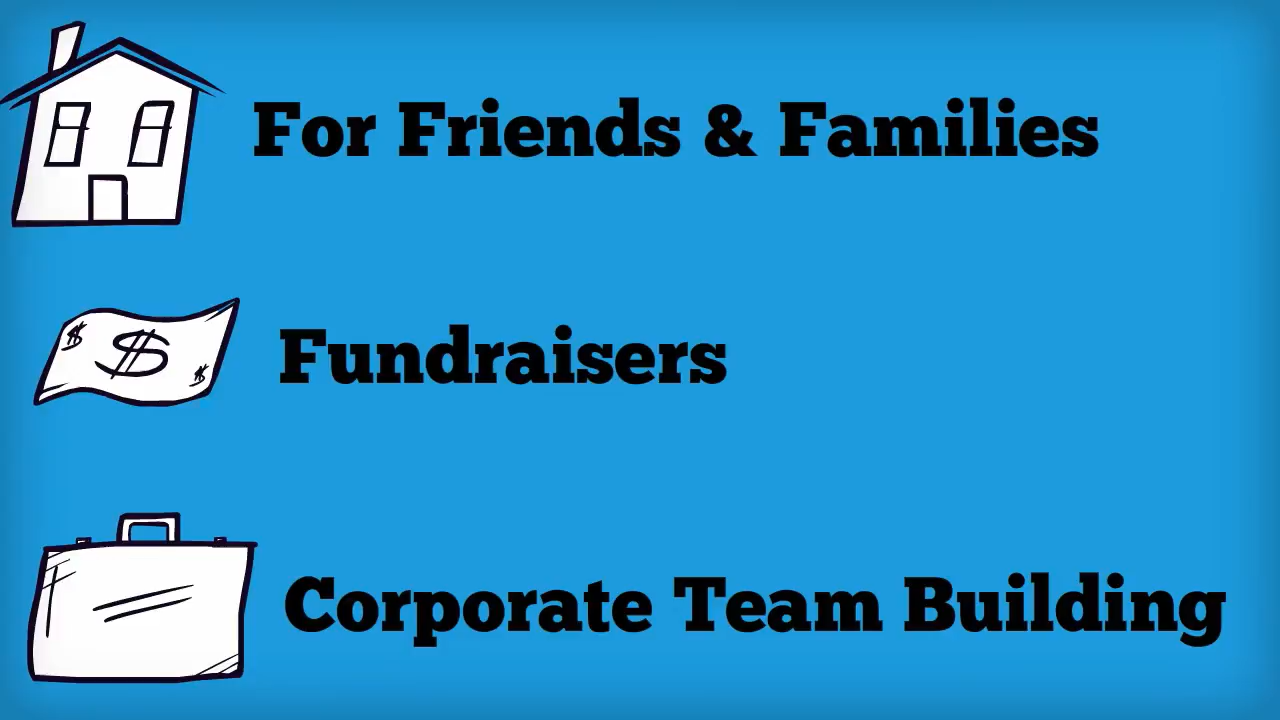 For Friends & Families
$ $ $
Fundraisers
Corporate Team Building